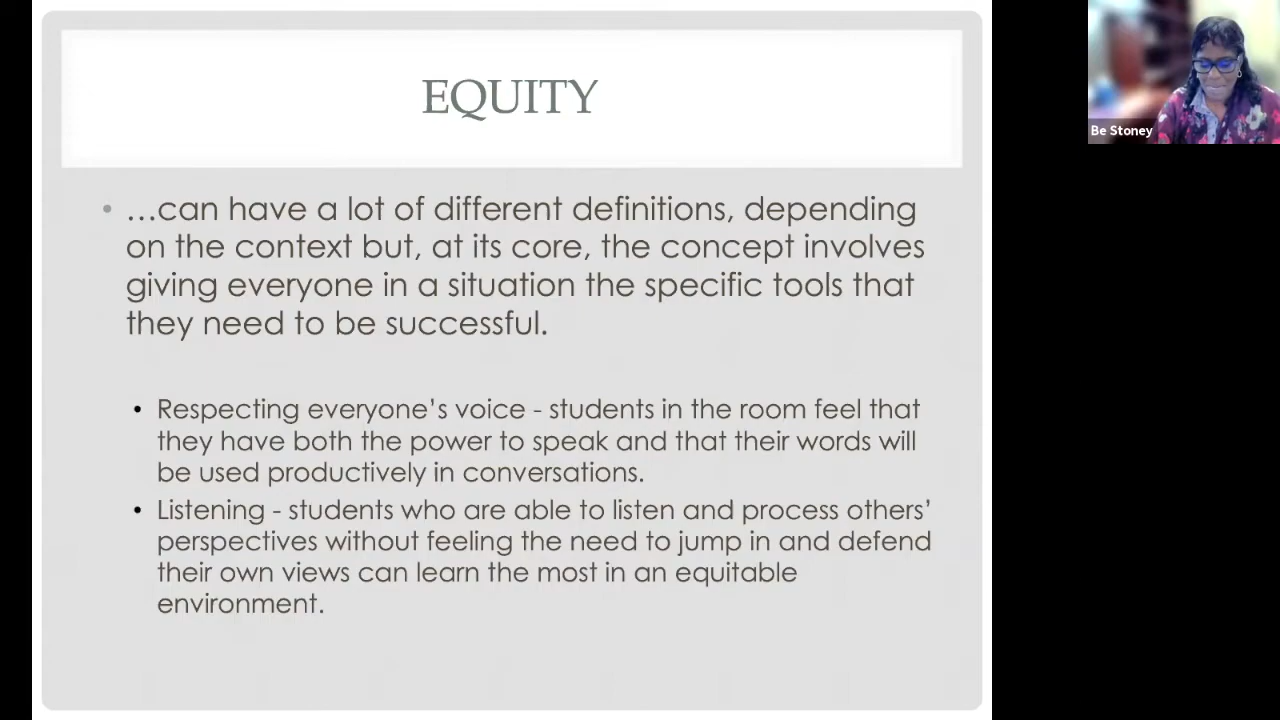 EQUITY
• …can have a lot of different definitions, depending
on the context but, at its core, the concept involves
giving everyone in a situation the specific tools that
they need to be successful.
• Respecting everyone’s voice - students in the room feel that
they have both the power to speak and that their words will
be used productively in conversations.
• Listening - students who are able to listen and process others’
perspectives without feeling the need to jump in and defend
their own views can learn the most in an equitable
environment.
Be Stoney